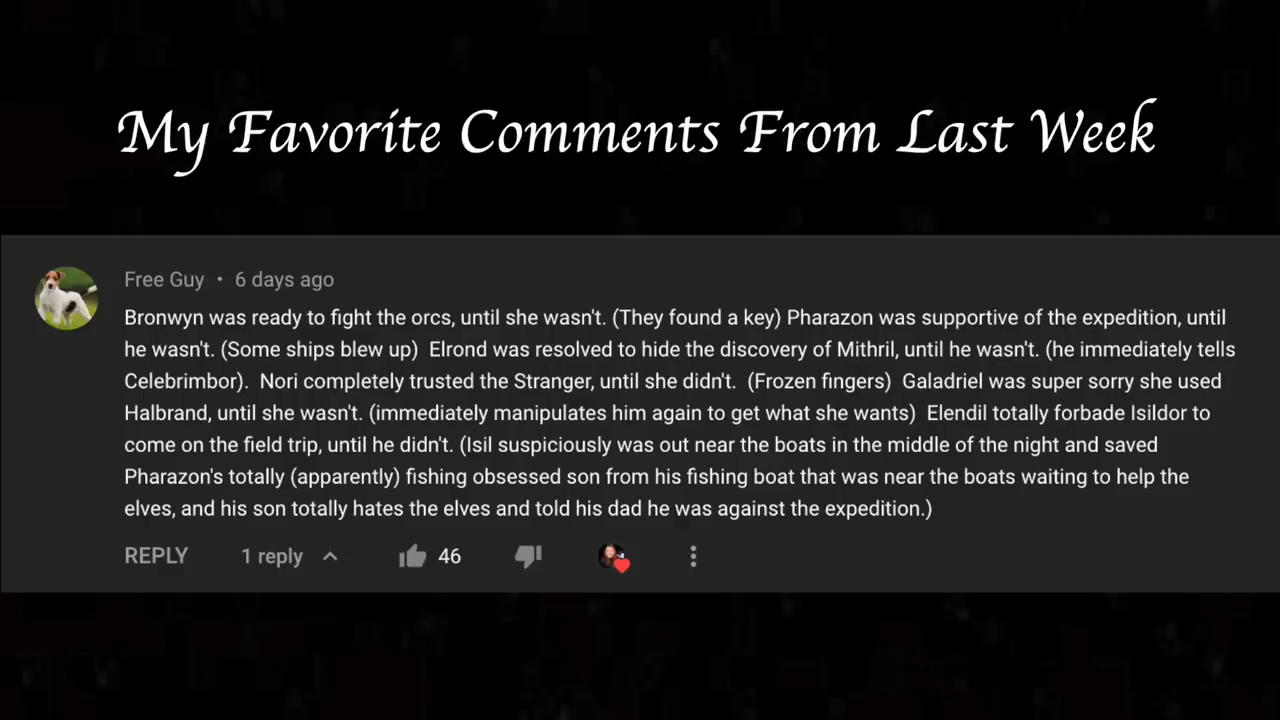 My Favorite Comments From Last Week
Free Guy • 6 days ago
Bronwyn was ready to fight the orcs, until she wasn't. (They found a key) Pharazon was supportive of the expedition, until
he wasn't. (Some ships blew up)  Elrond was resolved to hide the discovery of Mithril, until he wasn't. (he immediately tells
Celebrimbor).  Nori completely trusted the Stranger, until she didn't.  (Frozen fingers)  Galadriel was super sorry she used
Halbrand, until she wasn't. (immediately manipulates him again to get what she wants)  Elendil totally forbade Isildor to
come on the field trip, until he didn't. (Isil suspiciously was out near the boats in the middle of the night and saved
Pharazon's totally (apparently) fishing obsessed son from his fishing boat that was near the boats waiting to help the
elves, and his son totally hates the elves and told his dad he was against the expedition.)
REPLY 1 reply 46